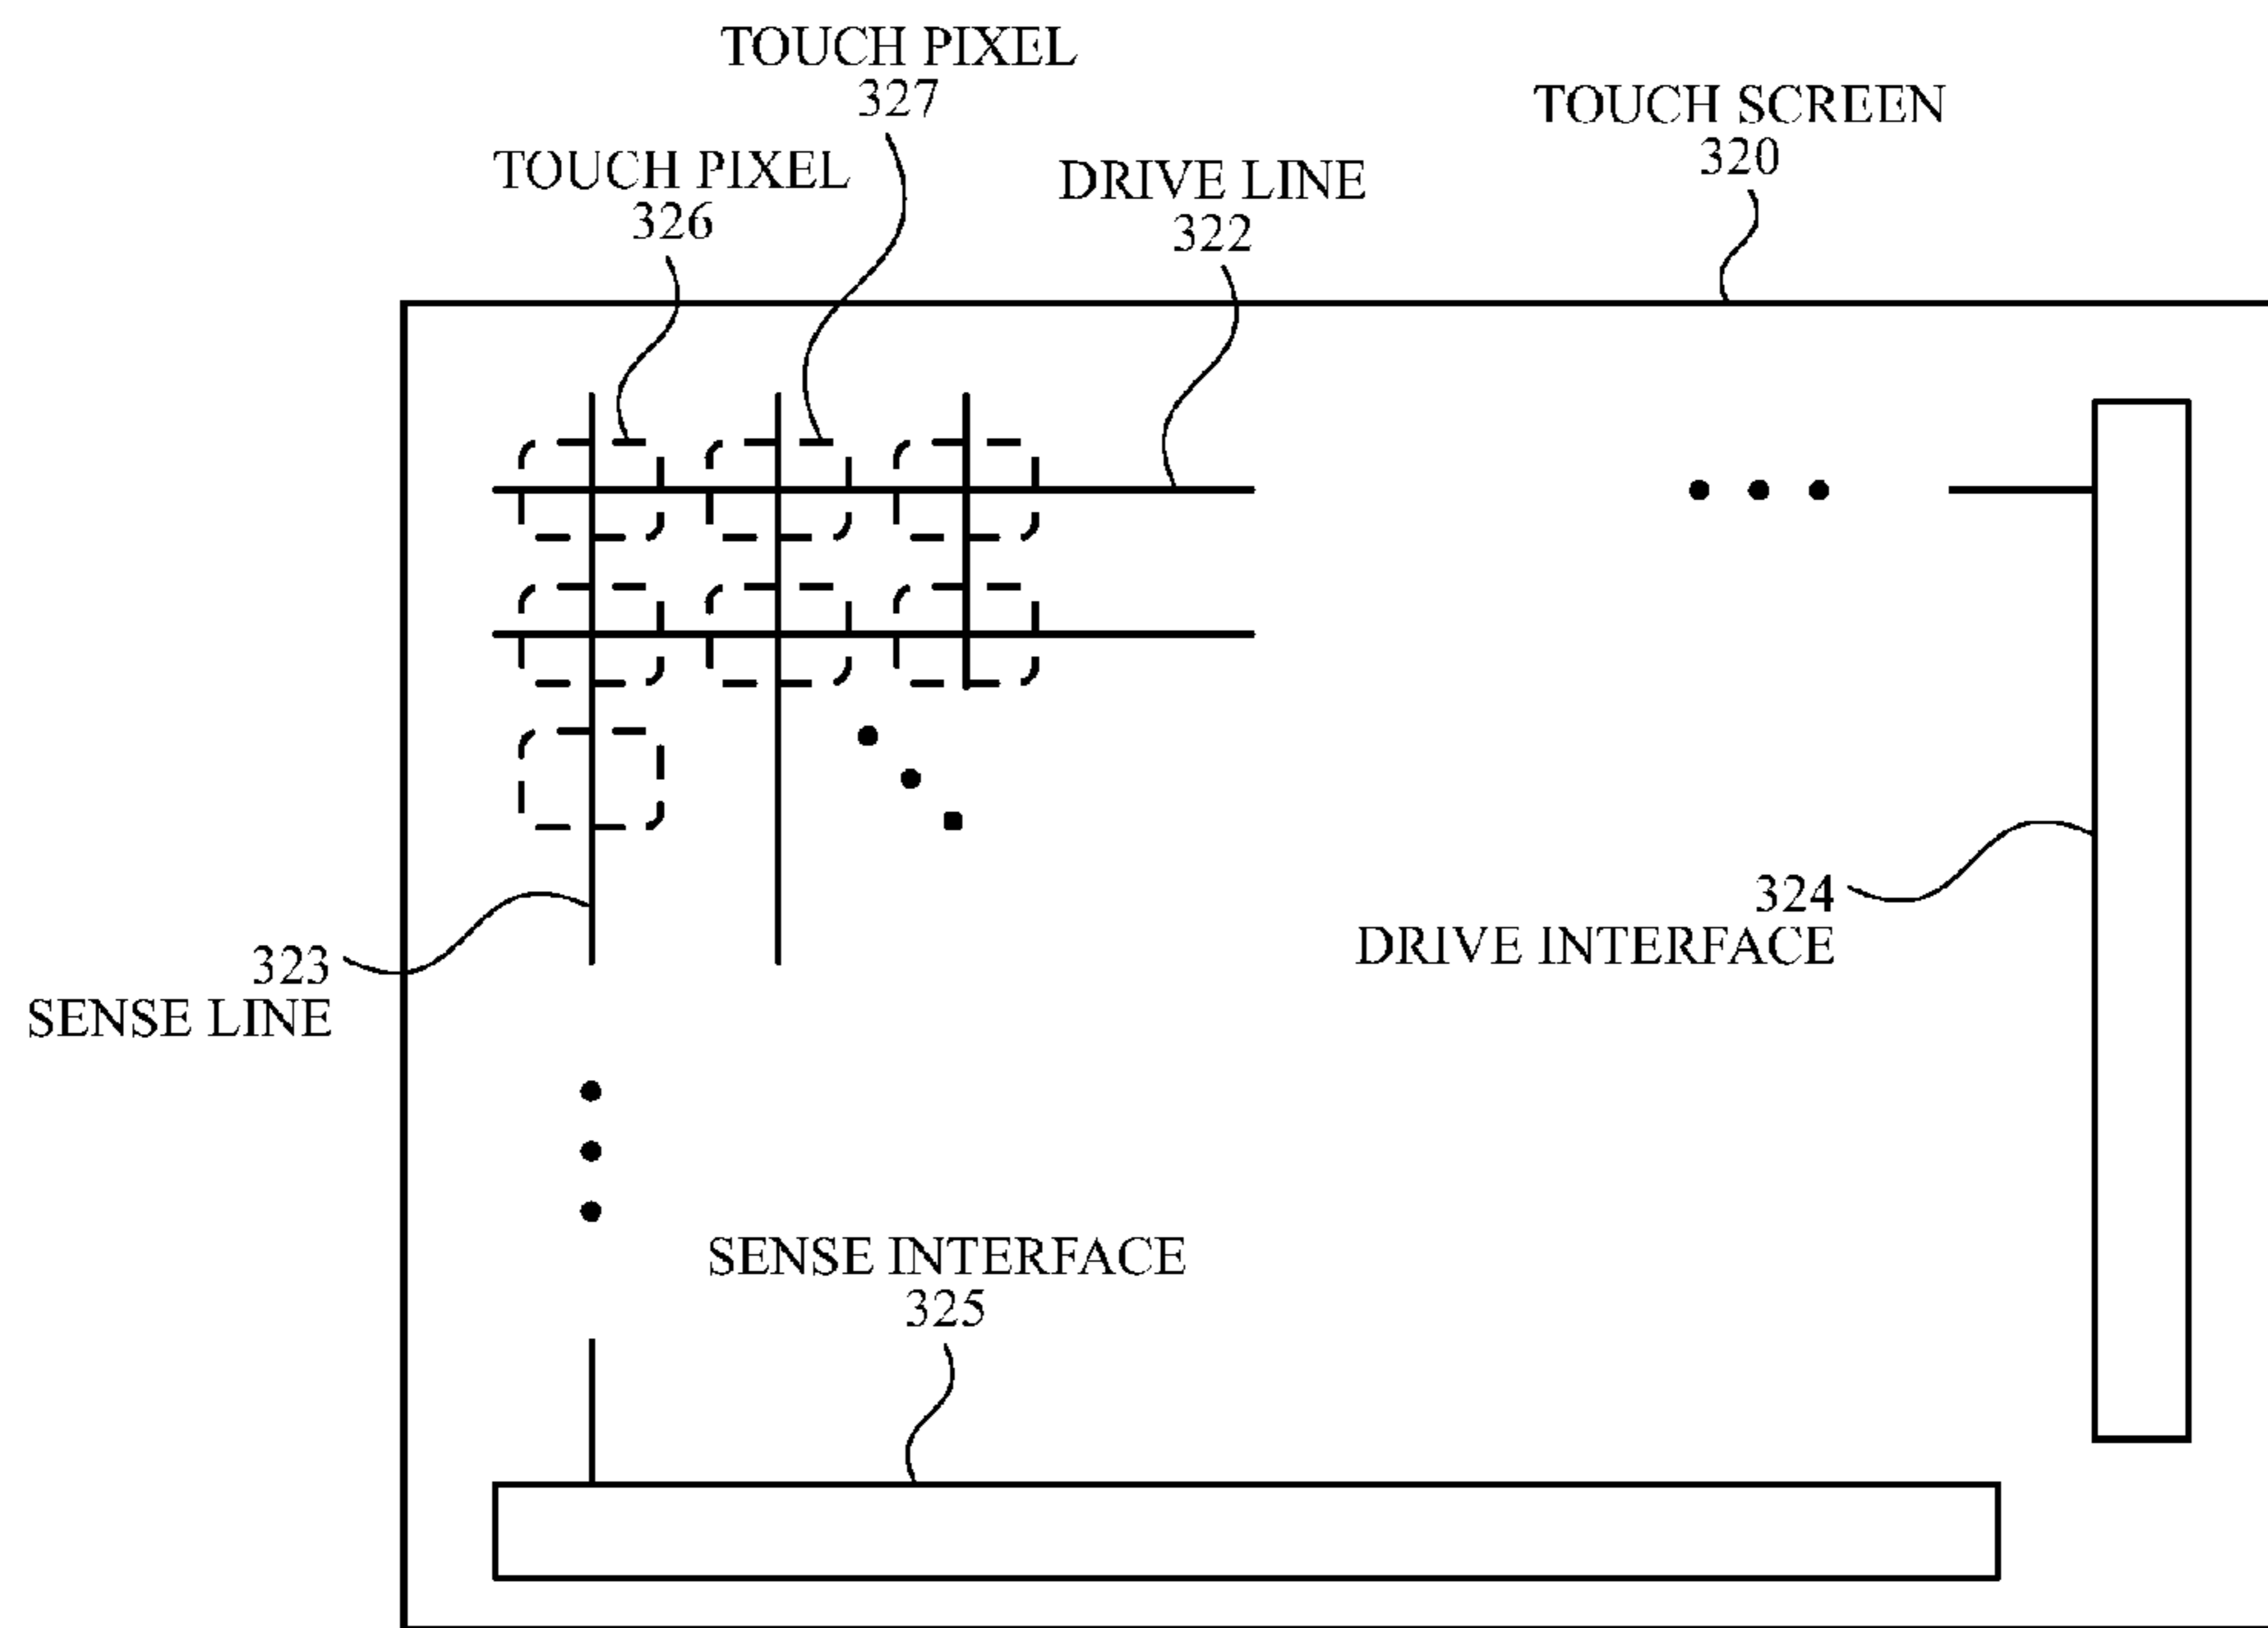 TOUCH PIXEL
327
TOUCH SCREEN
320
TOUCH PIXEL
326
DRIVE LINE
322
324
DRIVE INTERFACE
323
SENSE LINE
SENSE INTERFACE
325